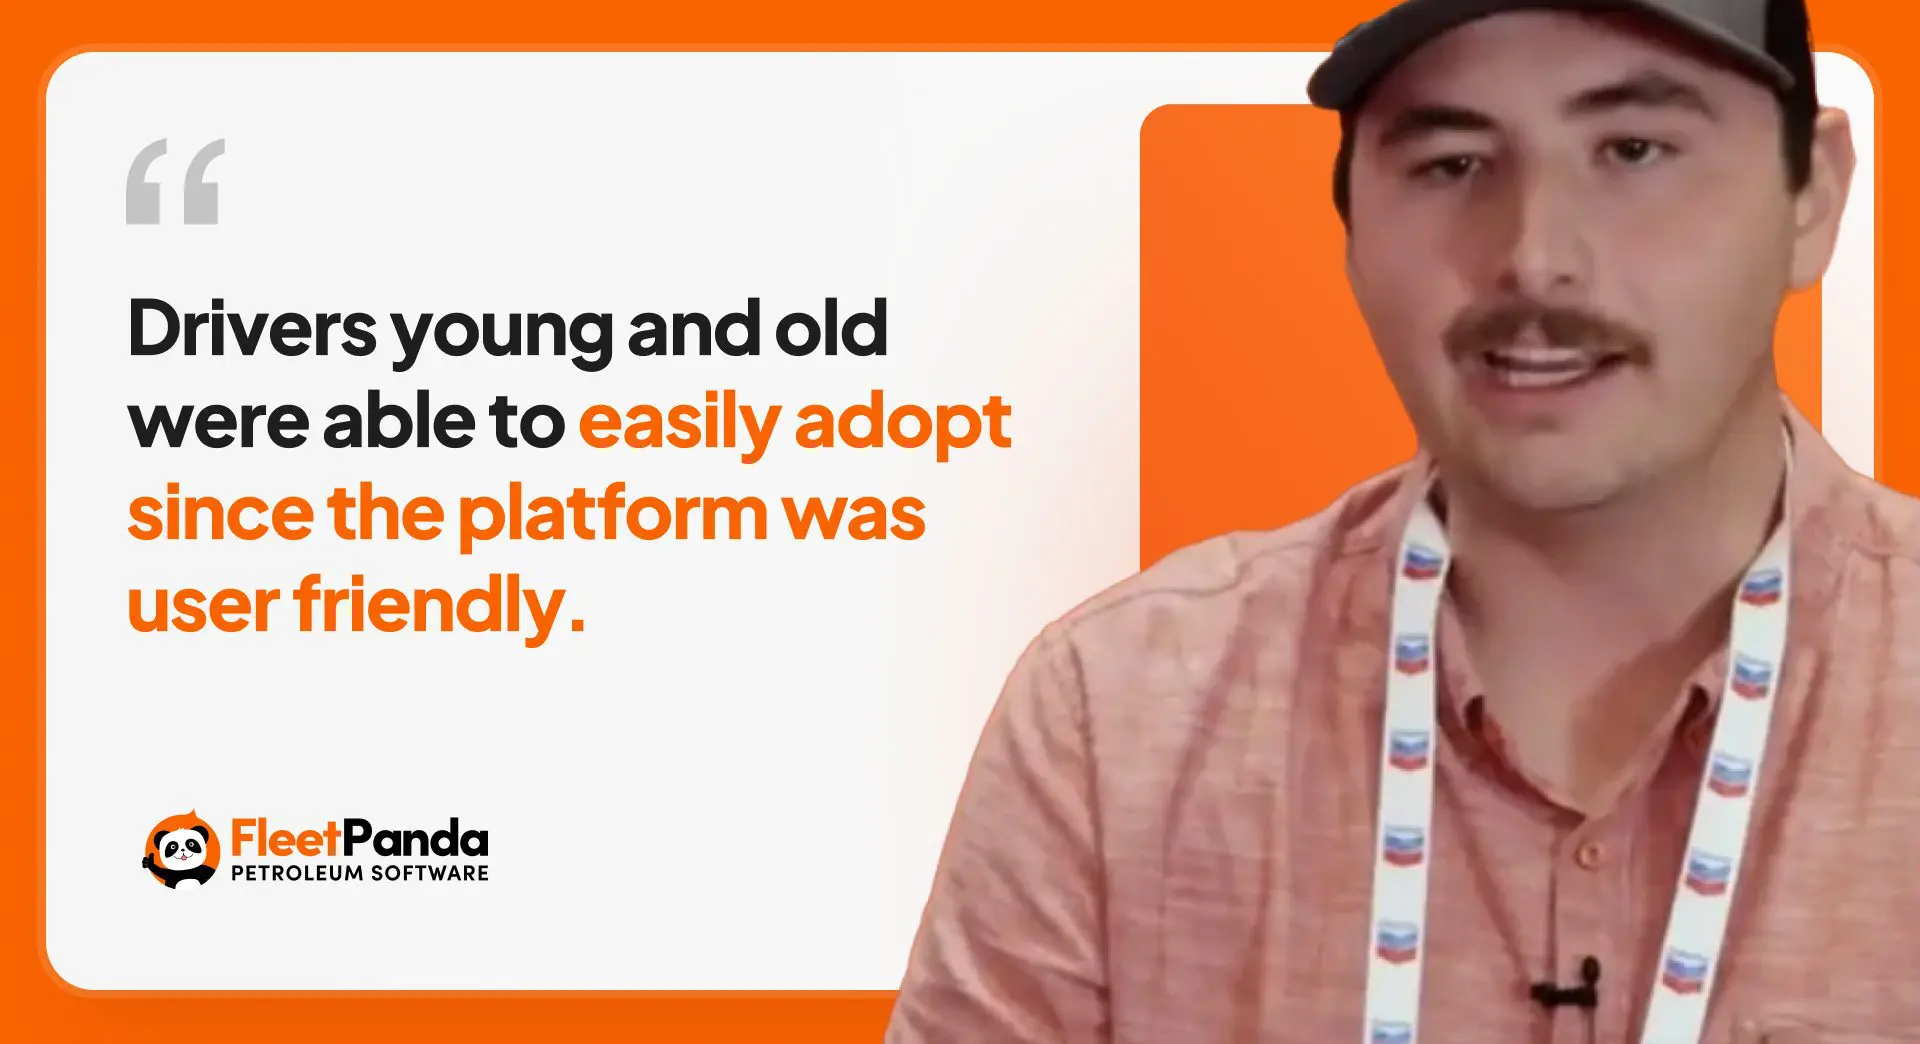 “
Drivers young and old
were able to easily adopt
since the platform was
user friendly.
FleetPanda
PETROLEUM SOFTWARE